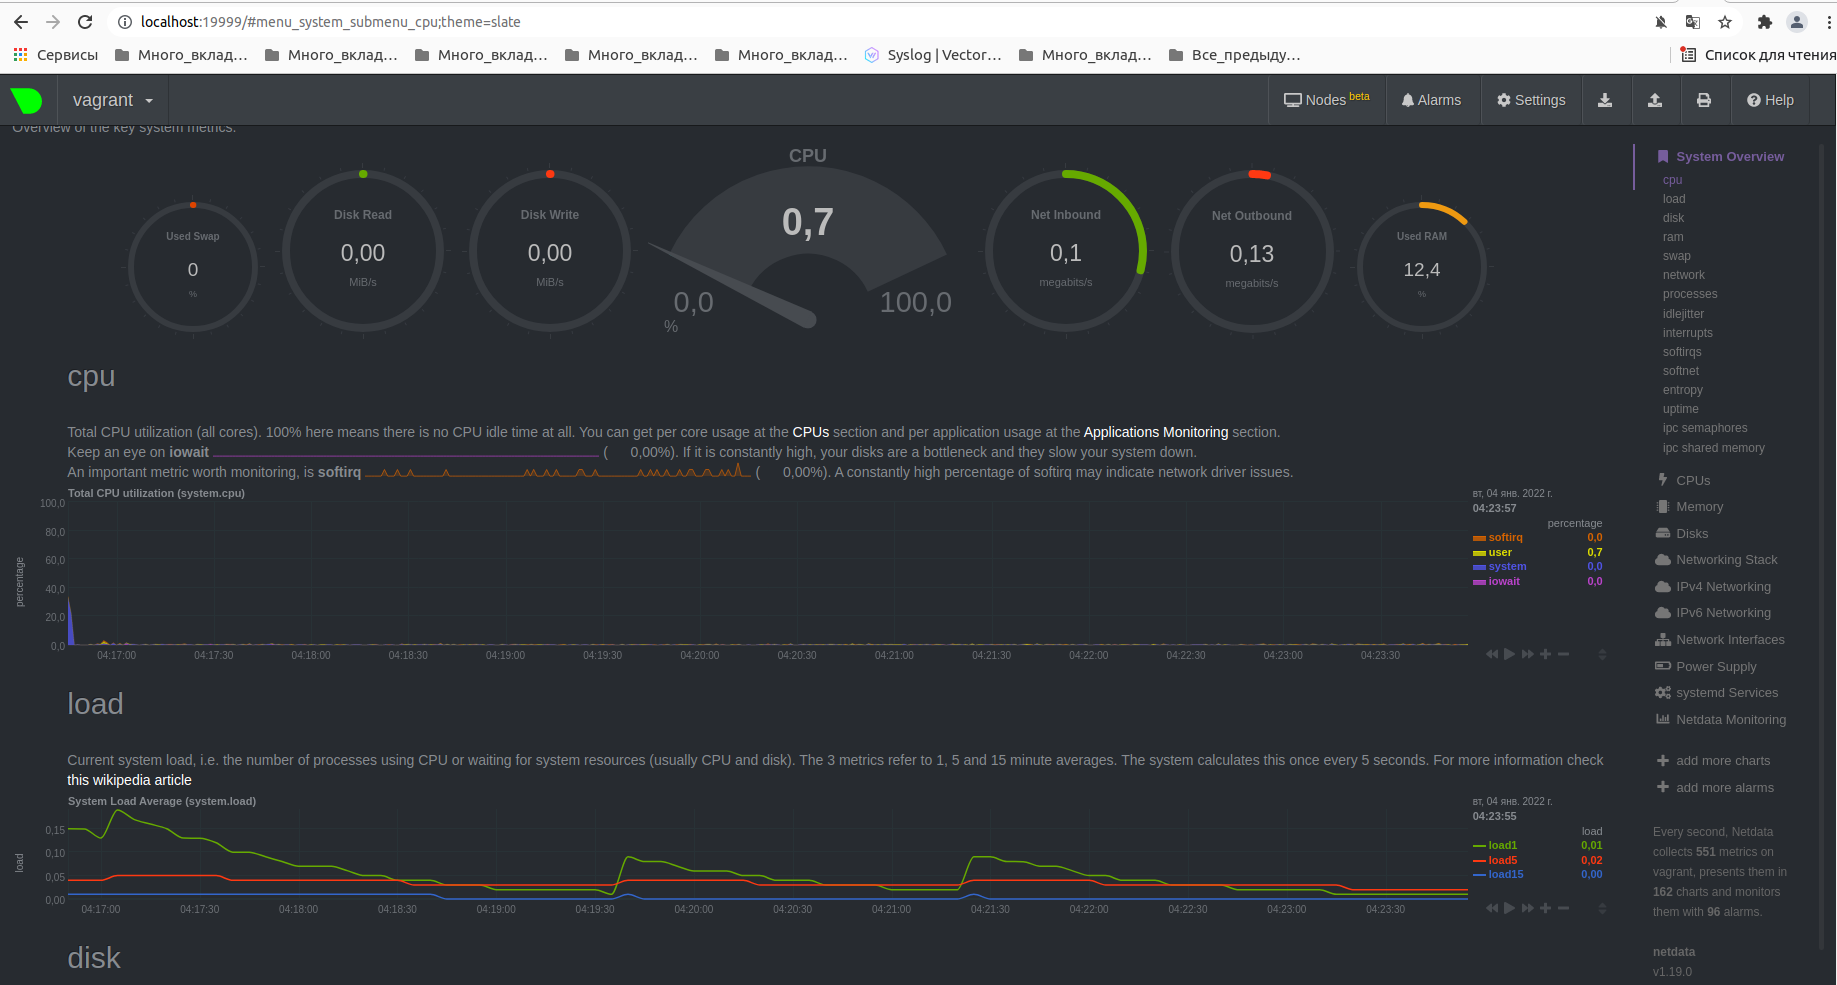 localhost:19999/#menu_system_submenu_cpu;theme=slate
Сервисы Много_вклад... Много_вклад... Много_вклад... Много_вклад... Много_вклад... Syslog | Vector... Много_вклад... Все_предыду... Список для чтения
vagrant Nodes beta Alarms Settings Help
Overview of the key system metrics.
CPU
Used Swap
0
%
Disk Read
0,00
MiB/s
Disk Write
0,00
MiB/s
0,7
0,0
100,0
%
Net Inbound
0,1
megabits/s
Net Outbound
0,13
megabits/s
Used RAM
12,4
%
cpu
Total CPU utilization (all cores). 100% here means there is no CPU idle time at all. You can get per core usage at the CPUs section and per application usage at the Applications Monitoring section.
Keep an eye on iowait ( 0,00%). If it is constantly high, your disks are a bottleneck and they slow your system down.
An important metric worth monitoring, is softirq ( 0,00%). A constantly high percentage of softirq may indicate network driver issues.
Total CPU utilization (system.cpu)
percentage
100,0
80,0
60,0
40,0
20,0
0,0
04:17:00 04:17:30 04:18:00 04:18:30 04:19:00 04:19:30 04:20:00 04:20:30 04:21:00 04:21:30 04:22:00 04:22:30 04:23:00 04:23:30
вт, 04 янв. 2022 г.
04:23:57
percentage
softirq 0,0
user 0,7
system 0,0
iowait 0,0
load
Current system load, i.e. the number of processes using CPU or waiting for system resources (usually CPU and disk). The 3 metrics refer to 1, 5 and 15 minute averages. The system calculates this once every 5 seconds. For more information check
this wikipedia article
System Load Average (system.load)
load
0,15
0,10
0,05
0,00
04:17:00 04:17:30 04:18:00 04:18:30 04:19:00 04:19:30 04:20:00 04:20:30 04:21:00 04:21:30 04:22:00 04:22:30 04:23:00 04:23:30
вт, 04 янв. 2022 г.
04:23:55
load
load1 0,01
load5 0,02
load15 0,00
disk
System Overview
cpu
load
disk
ram
swap
network
processes
idlejitter
interrupts
softirqs
softnet
entropy
uptime
ipc semaphores
ipc shared memory
CPUs
Memory
Disks
Networking Stack
IPv4 Networking
IPv6 Networking
Network Interfaces
Power Supply
systemd Services
Netdata Monitoring
add more charts
add more alarms
Every second, Netdata
collects 551 metrics on
vagrant, presents them in
162 charts and monitors
them with 96 alarms.
netdata
v1.19.0